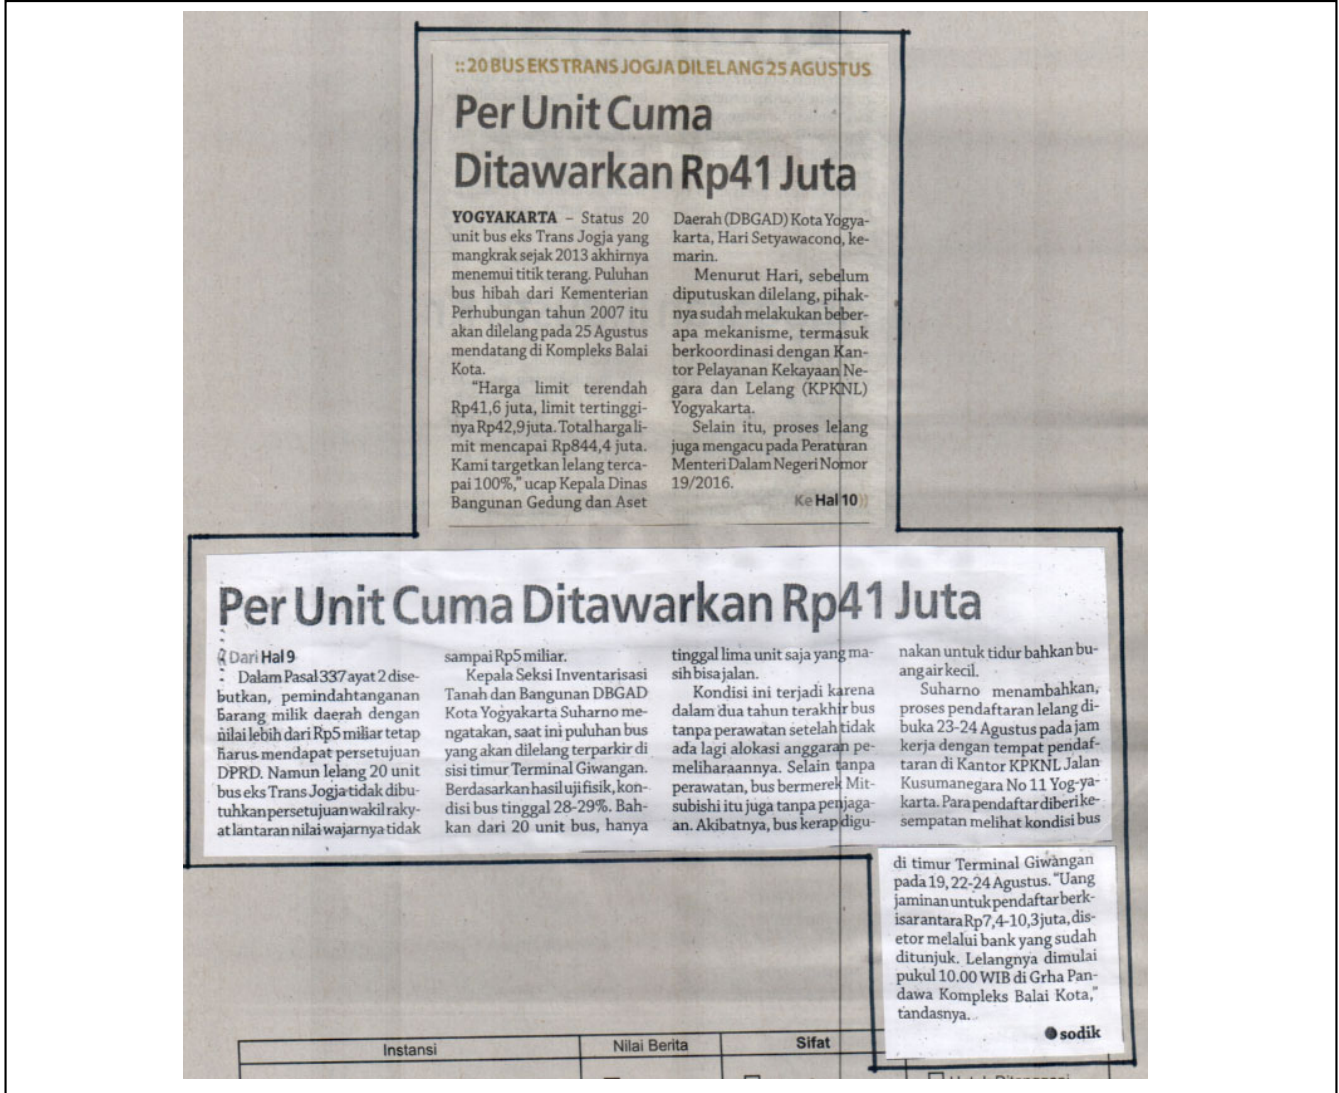 :: 20 BUS EKS TRANS JOGJA DILELANG 25 AGUSTUS
Per Unit Cuma
Ditawarkan Rp41 Juta
YOGYAKARTA – Status 20
unit bus eks Trans Jogja yang
mangkrak sejak 2013 akhirnya
menemui titik terang. Puluhan
bus hibah dari Kementerian
Perhubungan tahun 2007 itu
akan dilelang pada 25 Agustus
mendatang di Kompleks Balai
Kota.
"Harga limit terendah
Rp41,6 juta, limit tertinggi-
nya Rp42,9 juta. Total harga li-
mit mencapai Rp844,4 juta.
Kami targetkan lelang terca-
pai 100%," ucap Kepala Dinas
Bangunan Gedung dan Aset
Daerah (DBGAD) Kota Yogya-
karta, Hari Setyawacono, ke-
marin.
Menurut Hari, sebelum
diputuskan dilelang, pihak-
nya sudah melakukan beber-
apa mekanisme, termasuk
berkoordinasi dengan Kan-
tor Pelayanan Kekayaan Ne-
gara dan Lelang (KPKNL)
Yogyakarta.
Selain itu, proses lelang
juga mengacu pada Peraturan
Menteri Dalam Negeri Nomor
19/2016.
Ke Hal 10 ))
Per Unit Cuma Ditawarkan Rp41 Juta
(( Dari Hal 9
Dalam Pasal 337 ayat 2 dise-
butkan, pemindahtanganan
barang milik daerah dengan
nilai lebih dari Rp5 miliar tetap
harus mendapat persetujuan
DPRD. Namun lelang 20 unit
bus eks Trans Jogja tidak dibu-
tuhkan persetujuan wakil raky-
at lantaran nilai wajarnya tidak
sampai Rp5 miliar.
Kepala Seksi Inventarisasi
Tanah dan Bangunan DBGAD
Kota Yogyakarta Suharno me-
ngatakan, saat ini puluhan bus
yang akan dilelang terparkir di
sisi timur Terminal Giwangan.
Berdasarkan hasil uji fisik, kon-
disi bus tinggal 28-29%. Bah-
kan dari 20 unit bus, hanya
tinggal lima unit saja yang ma-
sih bisa jalan.
Kondisi ini terjadi karena
dalam dua tahun terakhir bus
tanpa perawatan setelah tidak
ada lagi alokasi anggaran pe-
meliharaannya. Selain tanpa
perawatan, bus bermerek Mit-
subishi itu juga tanpa penjaga-
an. Akibatnya, bus kerap digu-
nakan untuk tidur bahkan bu-
ang air kecil.
Suharno menambahkan,
proses pendaftaran lelang di-
buka 23-24 Agustus pada jam
kerja dengan tempat pendaf-
taran di Kantor KPKNL Jalan
Kusumanegara No 11 Yog-ya-
karta. Para pendaftar diberi ke-
sempatan melihat kondisi bus
di timur Terminal Giwangan
pada 19, 22-24 Agustus. "Uang
jaminan untuk pendaftar berk-
isar antara Rp7,4-10,3 juta, dis-
etor melalui bank yang sudah
ditunjuk. Lelangnya dimulai
pukul 10.00 WIB di Grha Pan-
dawa Kompleks Balai Kota,"
tandasnya.
● sodik
Instansi
Nilai Berita
Sifat